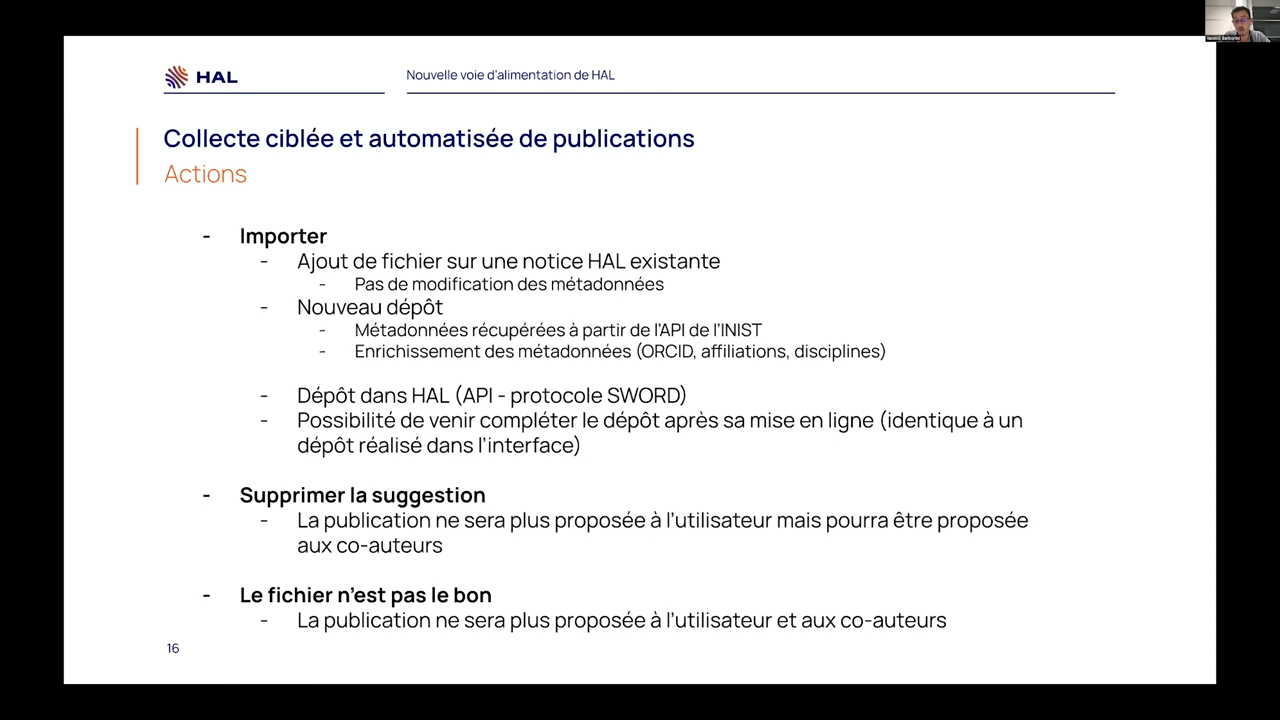 HAL
Nouvelle voie d'alimentation de HAL
Collecte ciblée et automatisée de publications
Actions
- Importer
- Ajout de fichier sur une notice HAL existante
- Pas de modification des métadonnées
- Nouveau dépôt
- Métadonnées récupérées à partir de l'API de l'INIST
- Enrichissement des métadonnées (ORCID, affiliations, disciplines)
- Dépôt dans HAL (API - protocole SWORD)
- Possibilité de venir compléter le dépôt après sa mise en ligne (identique à un
dépôt réalisé dans l'interface)
- Supprimer la suggestion
- La publication ne sera plus proposée à l'utilisateur mais pourra être proposée
aux co-auteurs
- Le fichier n'est pas le bon
- La publication ne sera plus proposée à l'utilisateur et aux co-auteurs
16